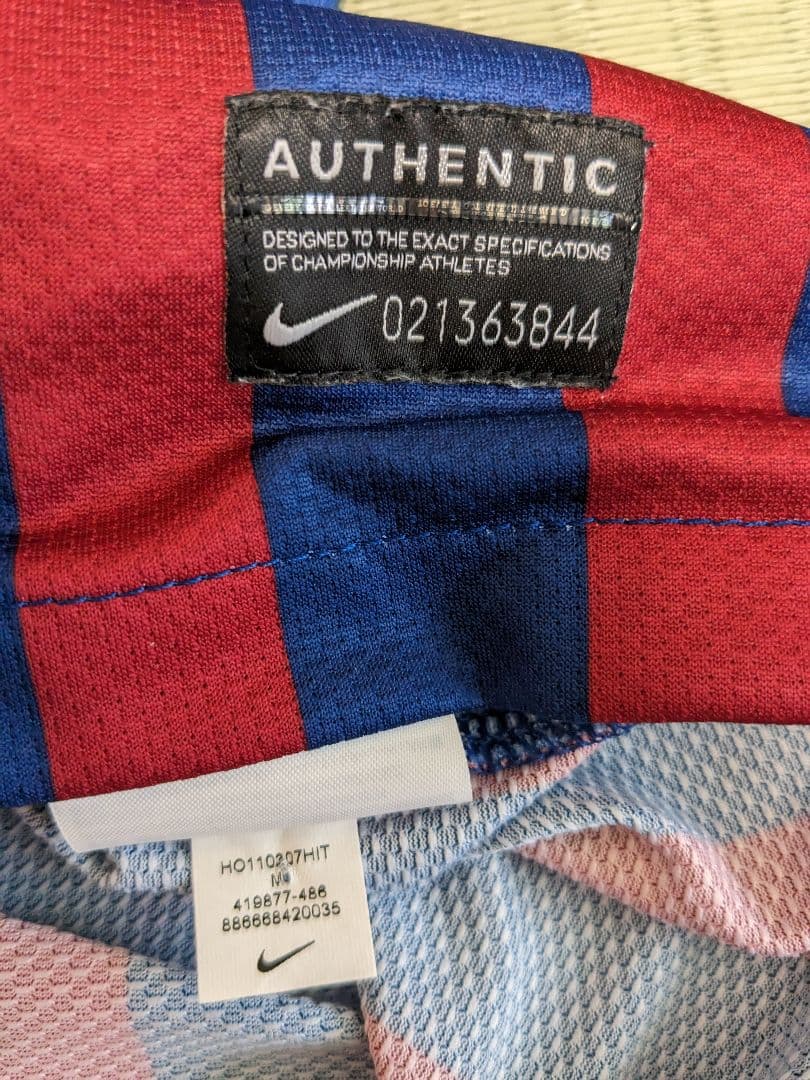 AUTHENTIC
DESIGNED TO THE EXACT SPECIFICATIONS
OF CHAMPIONSHIP ATHLETES
021363844
HO110207HIT
M
419877-486
886668420035